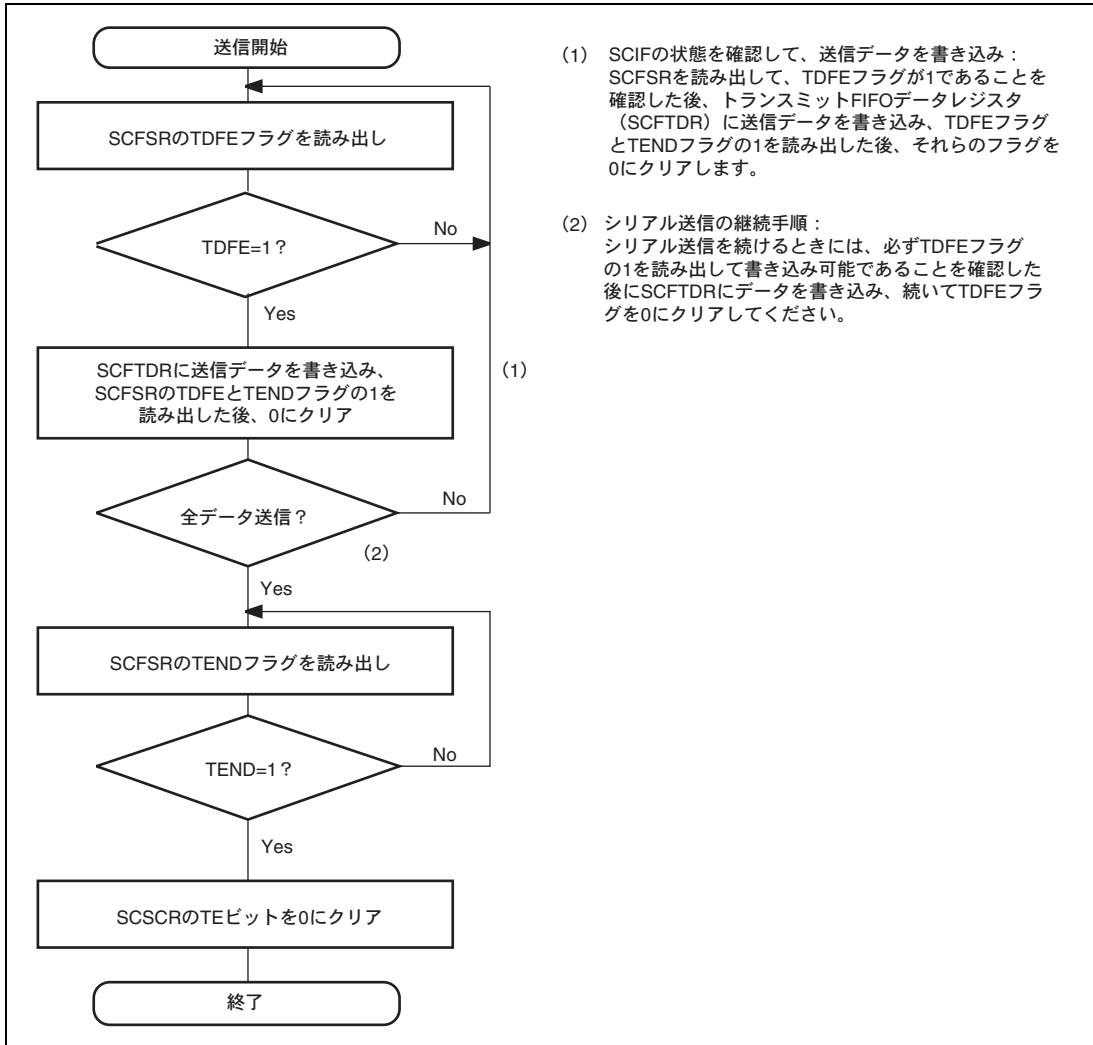 送信開始
SCFSRのTDFEフラグを読み出し
TDFE=1？
No
Yes
SCFTDRに送信データを書き込み、
SCFSRのTDFEとTENDフラグの1を
読み出した後、0にクリア
(1)
全データ送信？
No
(2)
Yes
SCFSRのTENDフラグを読み出し
TEND=1？
No
Yes
SCSCRのTEビットを0にクリア
終了
(1) SCIFの状態を確認して、送信データを書き込み：
SCFSRを読み出して、TDFEフラグが1であることを
確認した後、トランスミットFIFOデータレジスタ
（SCFTDR）に送信データを書き込み、TDFEフラグ
とTENDフラグの1を読み出した後、それらのフラグを
0にクリアします。
(2) シリアル送信の継続手順：
シリアル送信を続けるときには、必ずTDFEフラグ
の1を読み出して書き込み可能であることを確認した
後にSCFTDRにデータを書き込み、続いてTDFEフラ
グを0にクリアしてください。